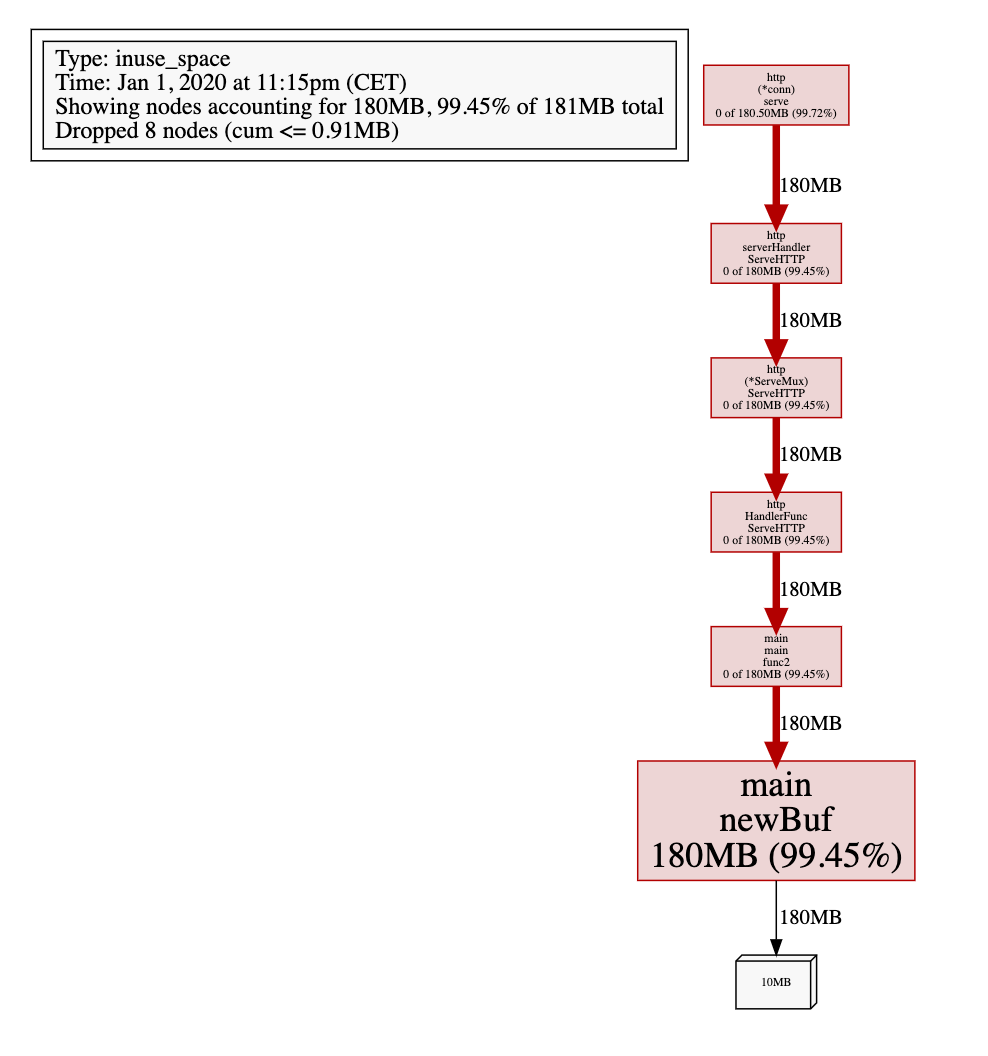 Type: inuse_space
Time: Jan 1, 2020 at 11:15pm (CET)
Showing nodes accounting for 180MB, 99.45% of 181MB total
Dropped 8 nodes (cum <= 0.91MB)
http
(*conn)
serve
0 of 180.50MB (99.72%)
180MB
http
serverHandler
ServeHTTP
0 of 180MB (99.45%)
180MB
http
(*ServeMux)
ServeHTTP
0 of 180MB (99.45%)
180MB
http
HandlerFunc
ServeHTTP
0 of 180MB (99.45%)
180MB
main
main
func2
0 of 180MB (99.45%)
180MB
main
newBuf
180MB (99.45%)
180MB
10MB